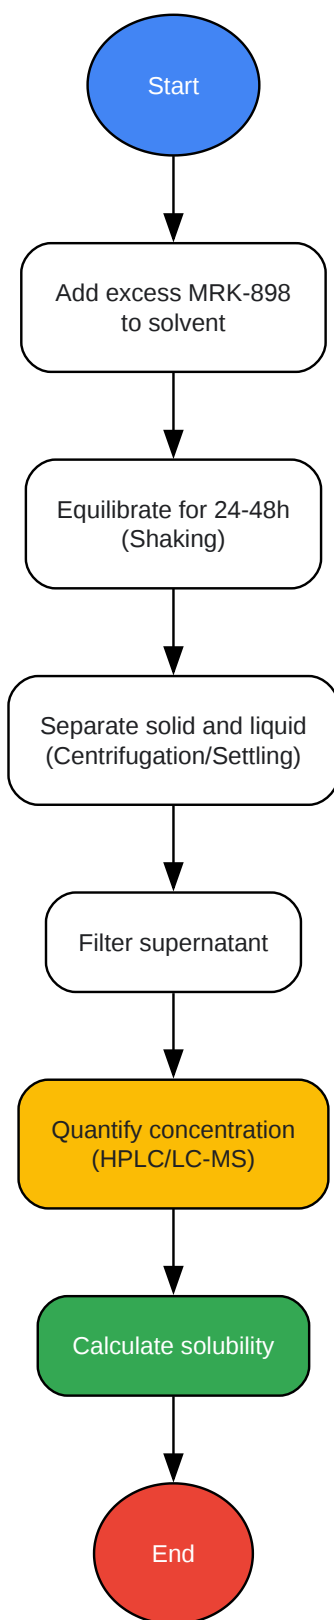 Start
Add excess MRK-898
to solvent
Equilibrate for 24-48h
(Shaking)
Separate solid and liquid
(Centrifugation/Settling)
Filter supernatant
Quantify concentration
(HPLC/LC-MS)
Calculate solubility
End